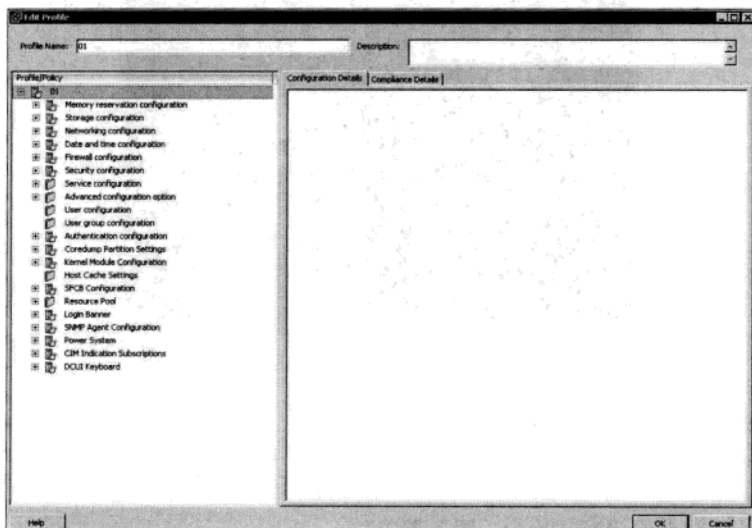 Edit Profile
Profile Name: 01
Description:
Profile/Policy
01
Memory reservation configuration
Storage configuration
Networking configuration
Date and time configuration
Firewall configuration
Security configuration
Service configuration
Advanced configuration option
User configuration
User group configuration
Authentication configuration
Coredump Partition Settings
Kernel Module Configuration
Host Cache Settings
SFCB Configuration
Resource Pool
Login Banner
SNMP Agent Configuration
Power System
CIM Indication Subscriptions
DCUI Keyboard
Configuration Details
Compliance Details
Help
OK
Cancel